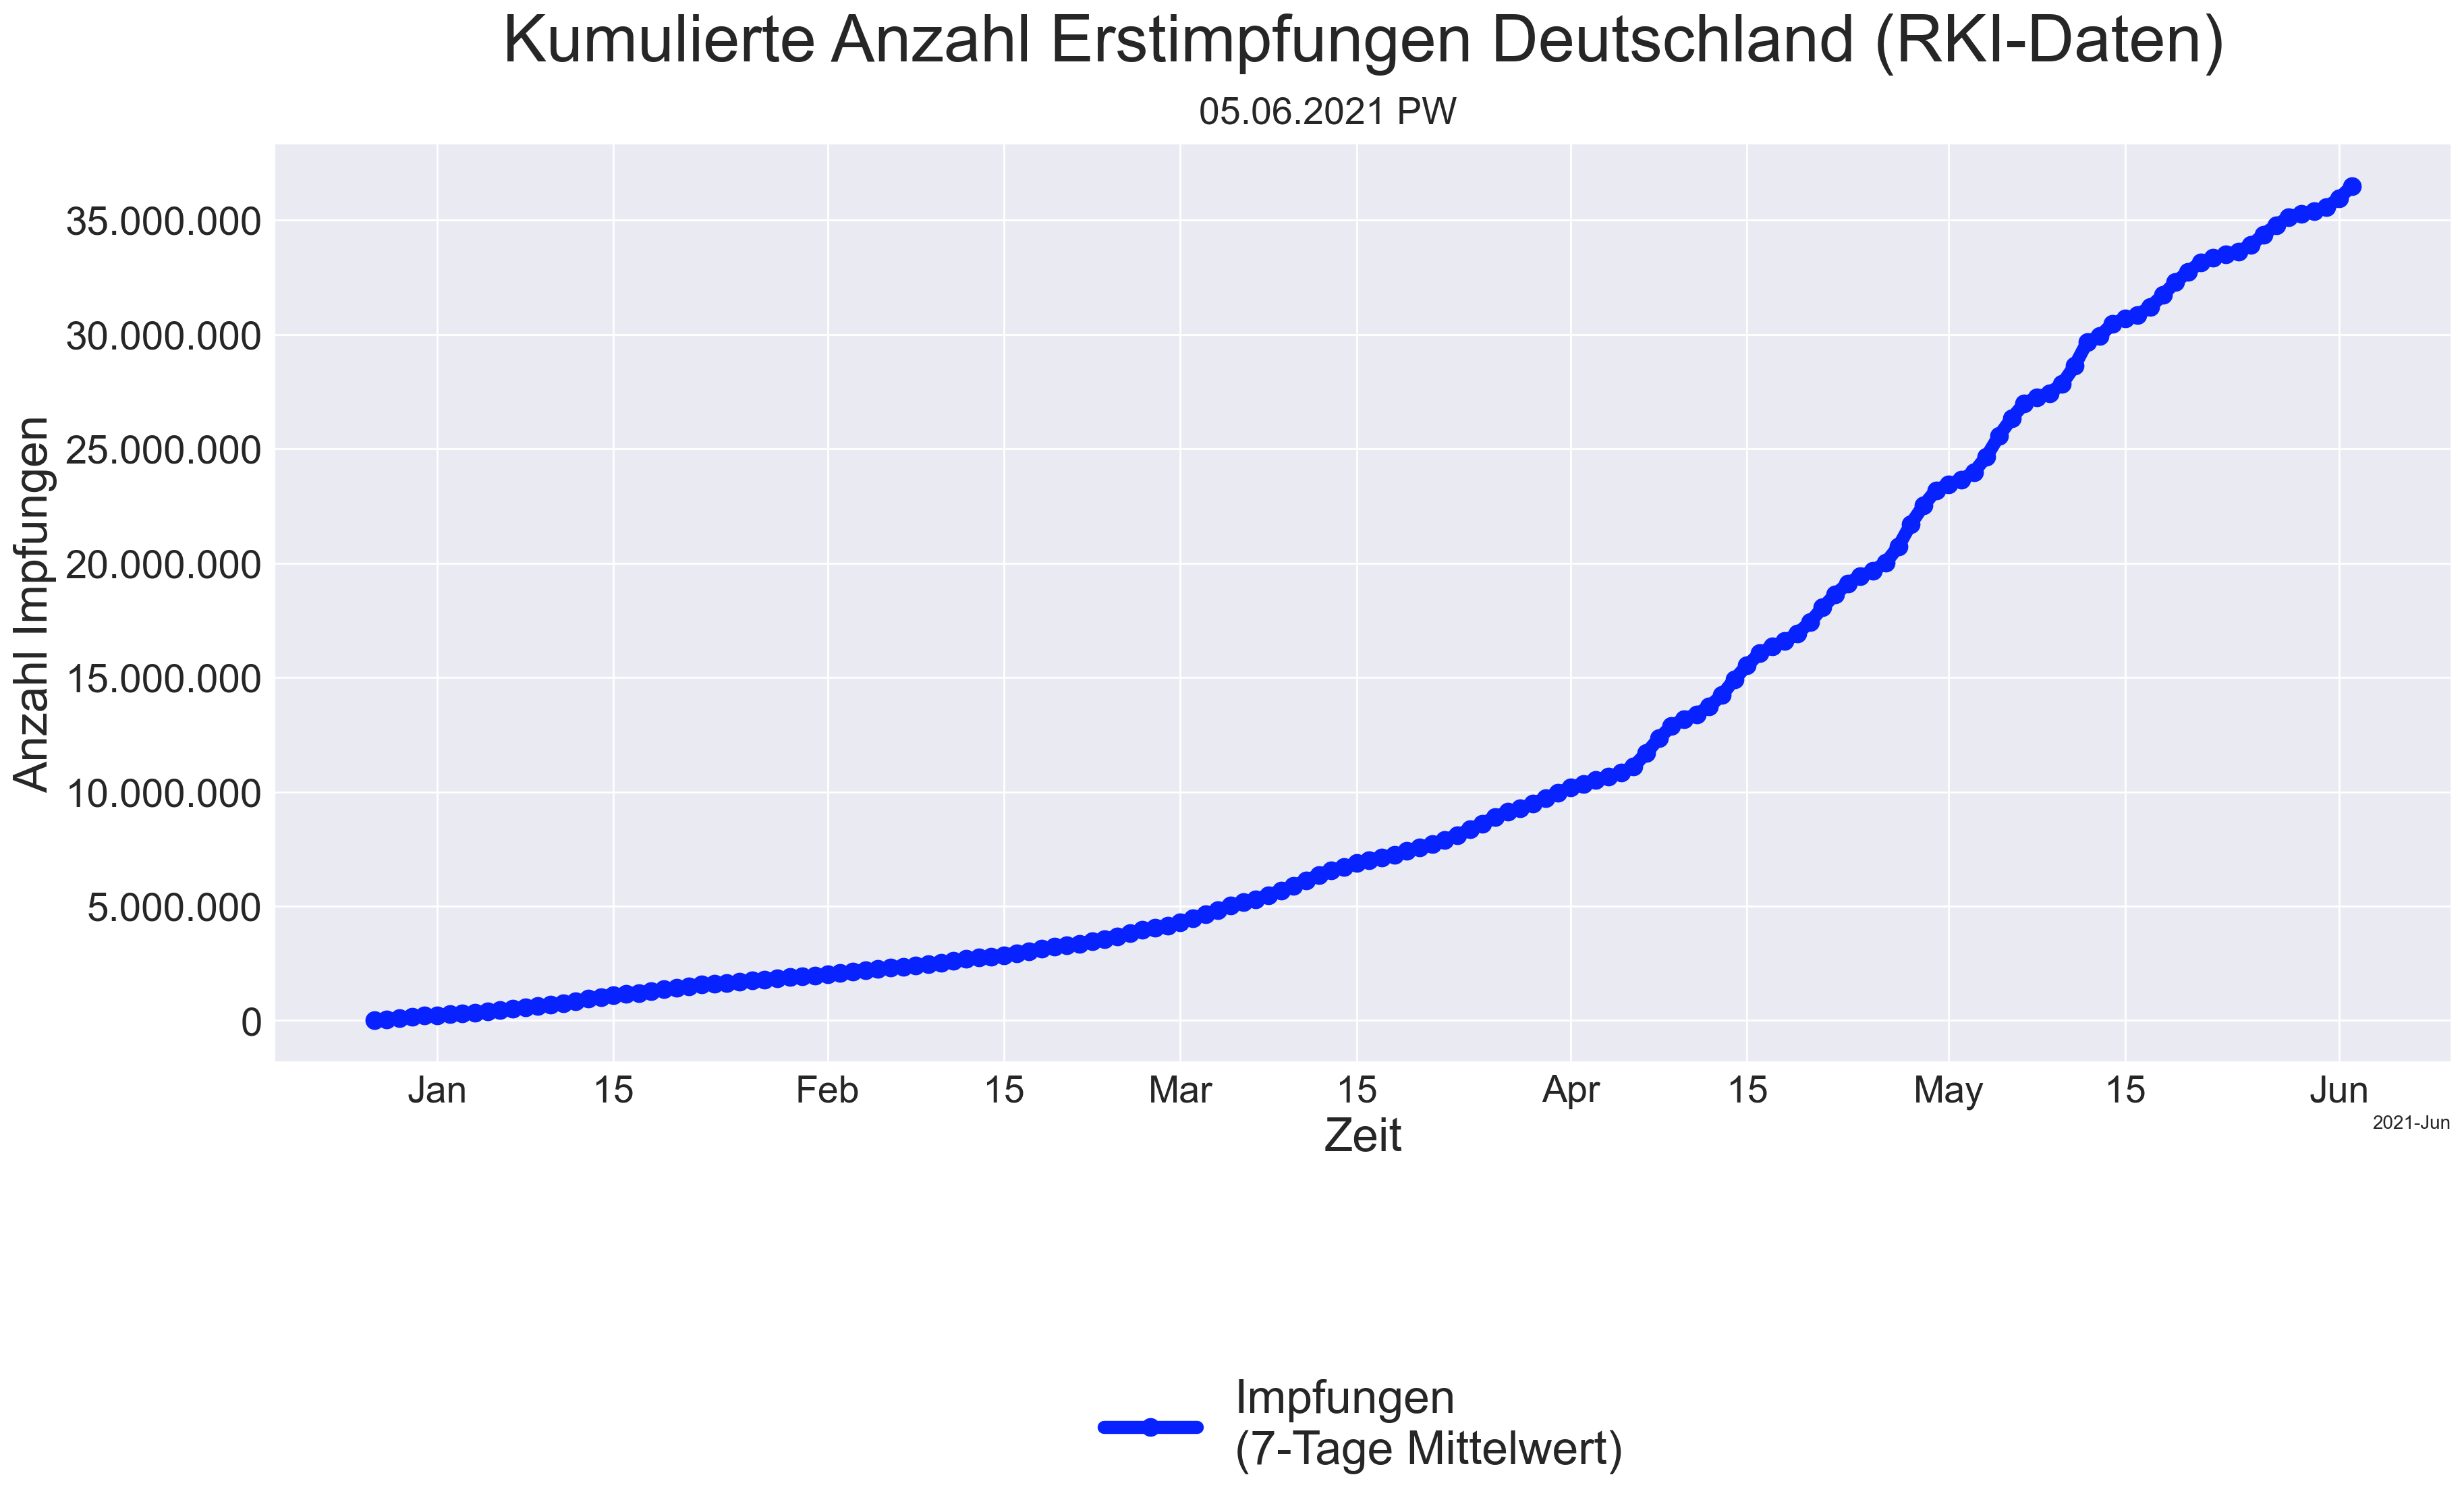 Kumulierte Anzahl Erstimpfungen Deutschland (RKI-Daten)
05.06.2021 PW
Anzahl Impfungen
35.000.000
30.000.000
25.000.000
20.000.000
15.000.000
10.000.000
5.000.000
0
Jan 15 Feb 15 Mar 15 Apr 15 May 15 Jun
2021-Jun
Zeit
Impfungen
(7-Tage Mittelwert)